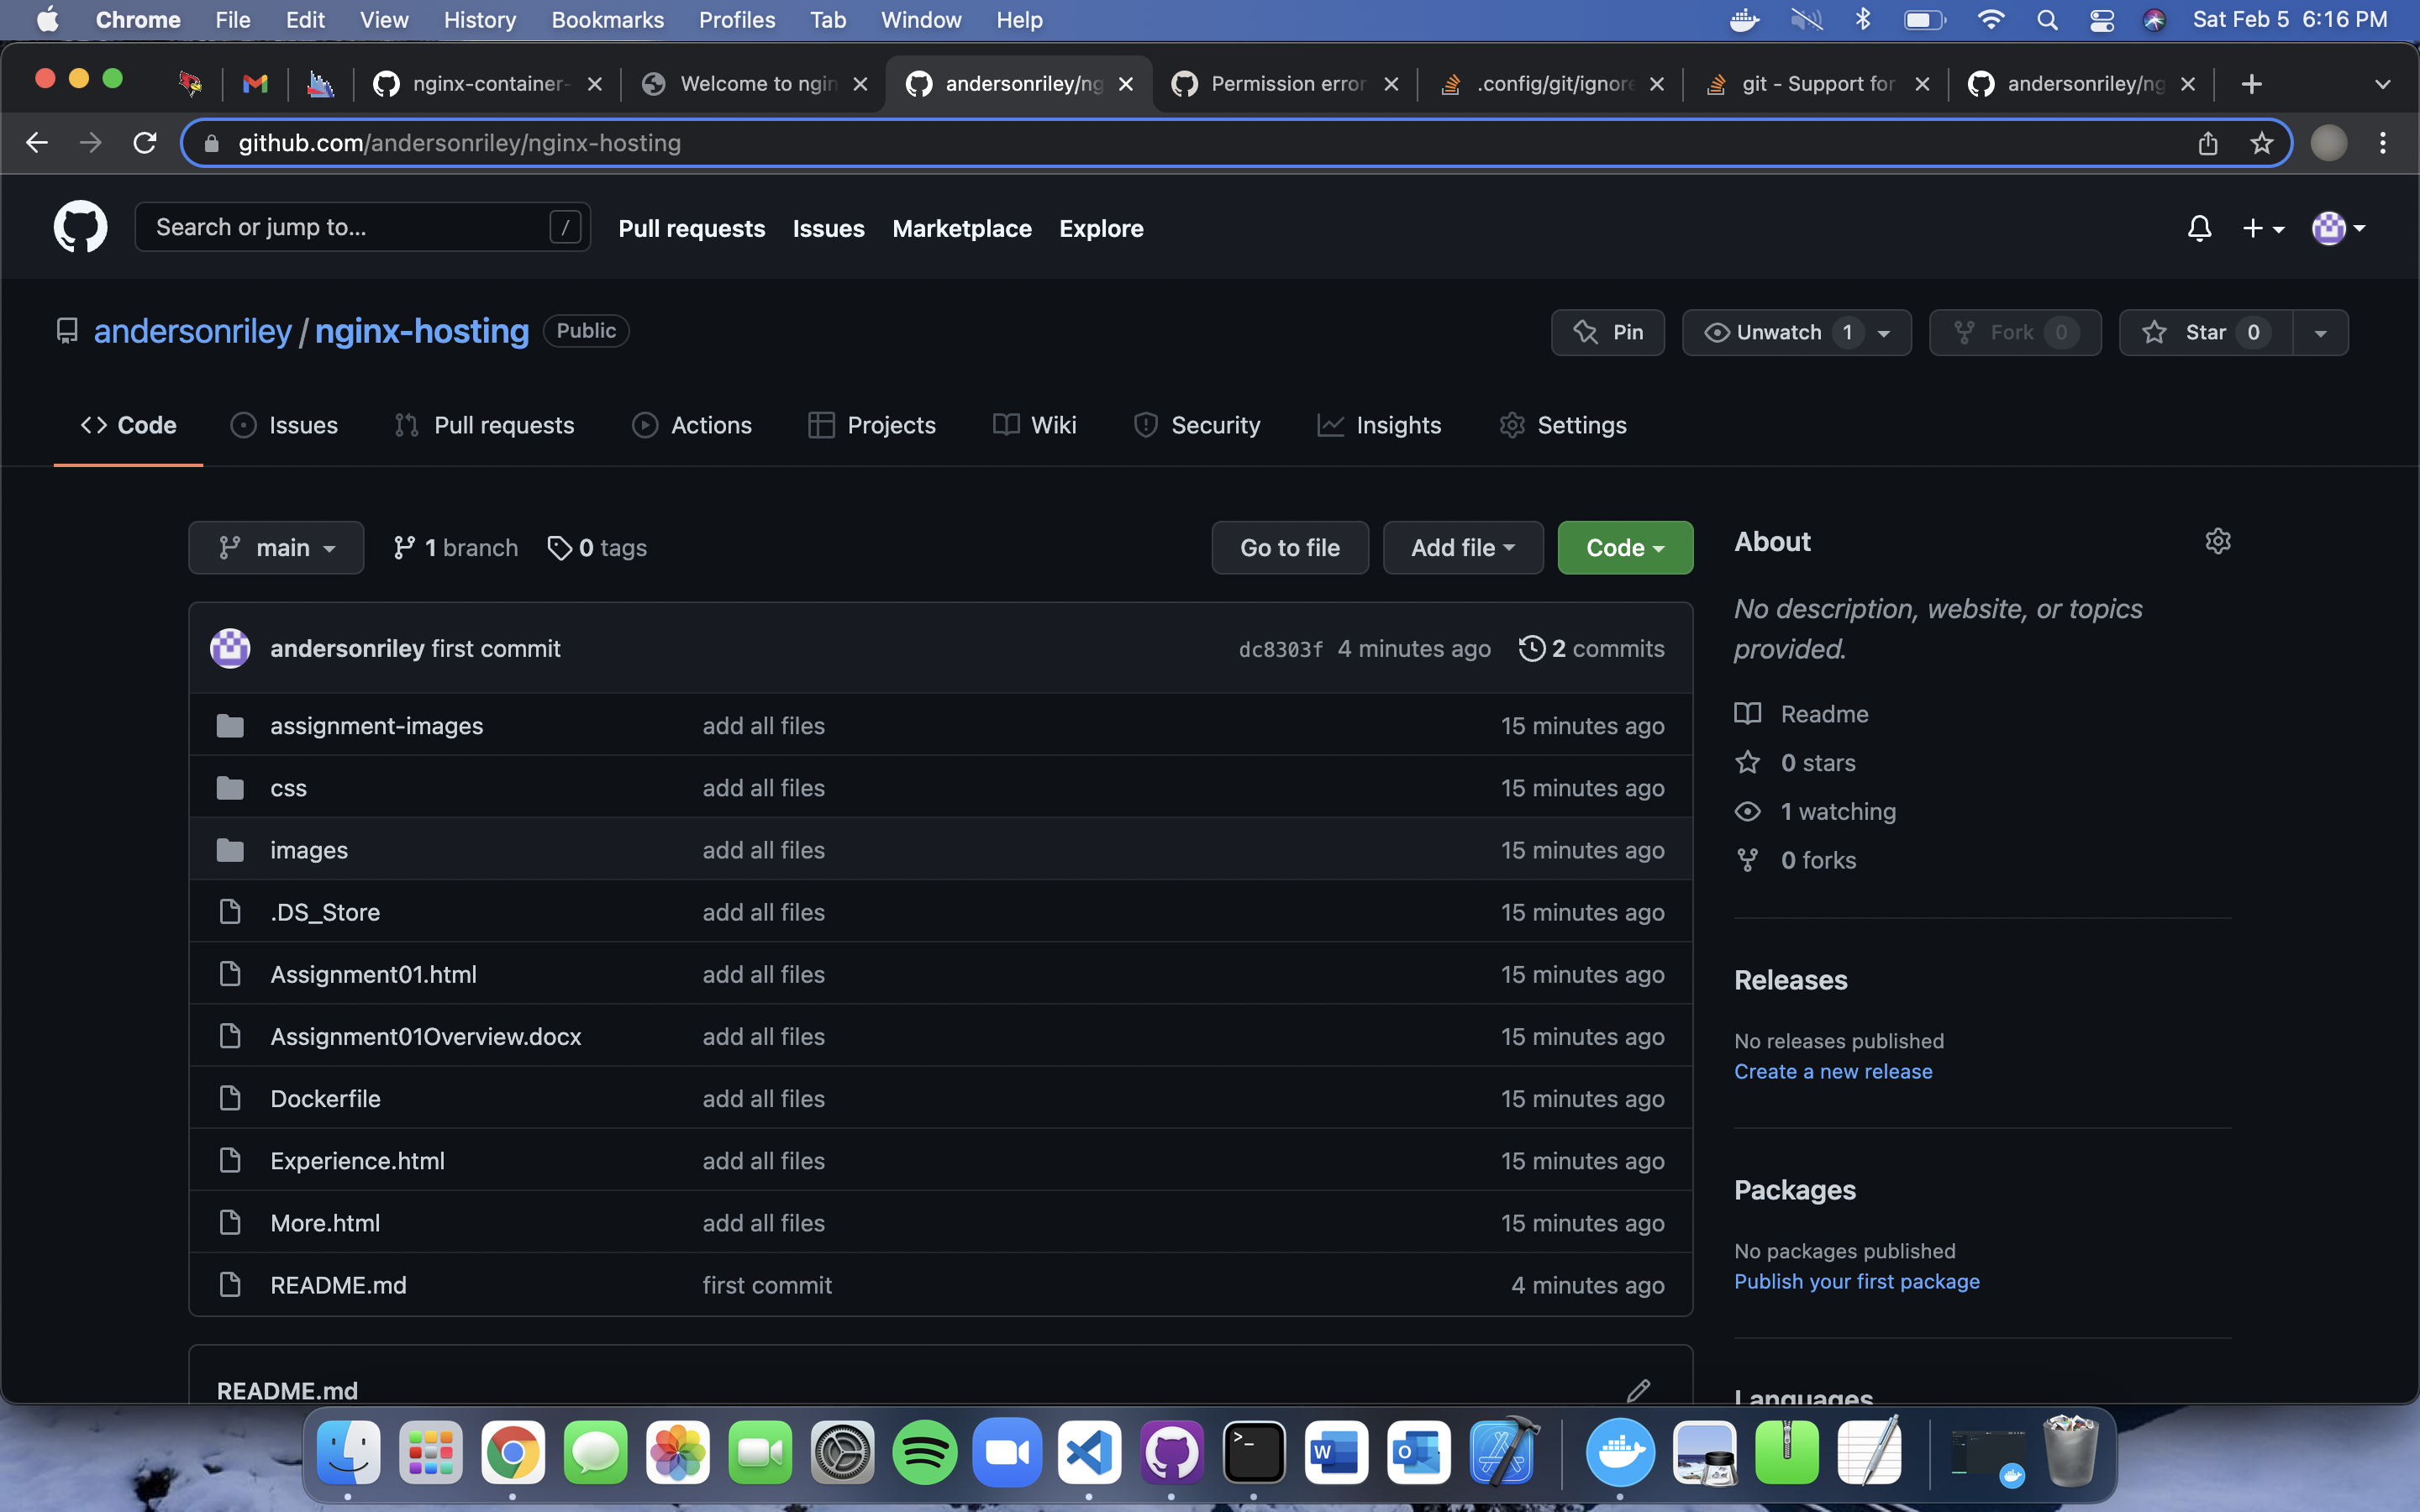 Chrome File Edit View History Bookmarks Profiles Tab Window Help Sat Feb 5 6:16 PM
nginx-container- Welcome to ngin andersonriley/ng Permission error .config/git/ignore git - Support for andersonriley/ng
github.com/andersonriley/nginx-hosting
Search or jump to... / Pull requests Issues Marketplace Explore
andersonriley / nginx-hosting Public Pin Unwatch 1 Fork 0 Star 0
Code Issues Pull requests Actions Projects Wiki Security Insights Settings
main 1 branch 0 tags Go to file Add file Code
andersonriley first commit dc8303f 4 minutes ago 2 commits
assignment-images add all files 15 minutes ago
css add all files 15 minutes ago
images add all files 15 minutes ago
.DS_Store add all files 15 minutes ago
Assignment01.html add all files 15 minutes ago
Assignment01Overview.docx add all files 15 minutes ago
Dockerfile add all files 15 minutes ago
Experience.html add all files 15 minutes ago
More.html add all files 15 minutes ago
README.md first commit 4 minutes ago
README.md
About
No description, website, or topics
provided.
Readme
0 stars
1 watching
0 forks
Releases
No releases published
Create a new release
Packages
No packages published
Publish your first package
Languages